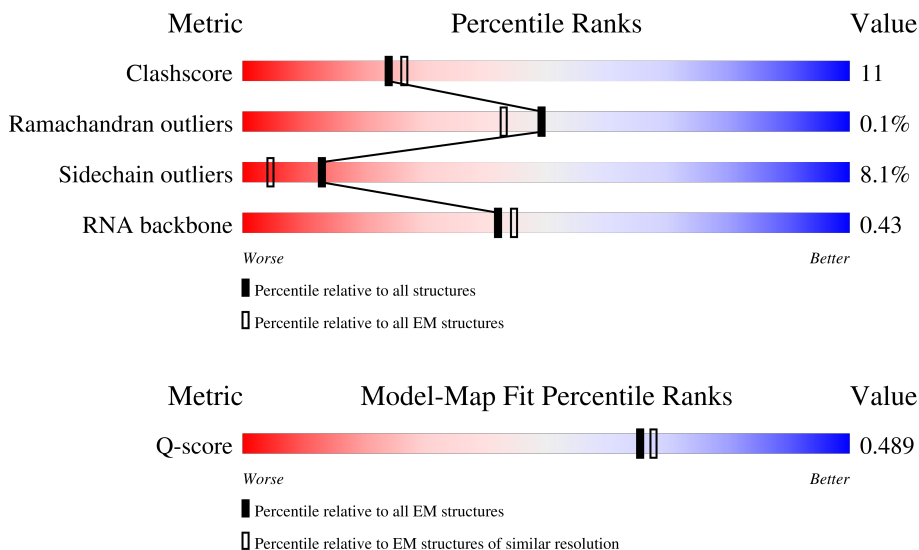 Metric Percentile Ranks Value
Clashscore 11
Ramachandran outliers 0.1%
Sidechain outliers 8.1%
RNA backbone 0.43
Worse Better
Percentile relative to all structures
Percentile relative to all EM structures
Metric Model-Map Fit Percentile Ranks Value
Q-score 0.489
Worse Better
Percentile relative to all EM structures
Percentile relative to EM structures of similar resolution